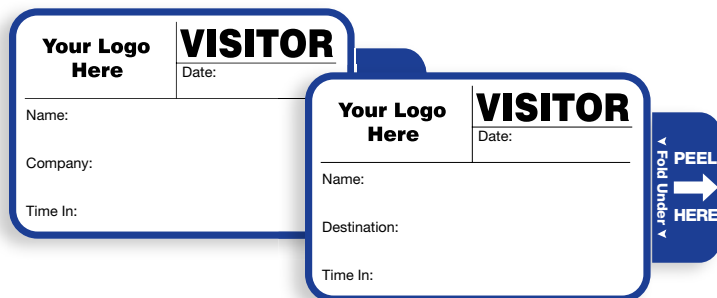 Your Logo
Here
VISITOR
Date:
Name:
Company:
Time In:
Your Logo
Here
VISITOR
Date:
Name:
Destination:
Time In:
Fold Under
PEEL
HERE